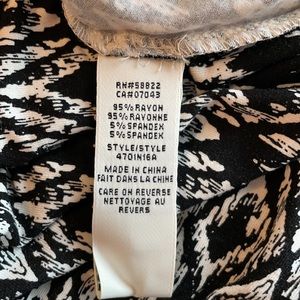 RN#58822
CA#07043
95%RAYON
95%RAYONNE
5%SPANDEX
5%SPANDEX
STYLE/STYLE
470IN16A
MADE IN CHINA
FAIT DANS LA CHINE
CARE ON REVERSE
NETTOYAGE AU
REVERS